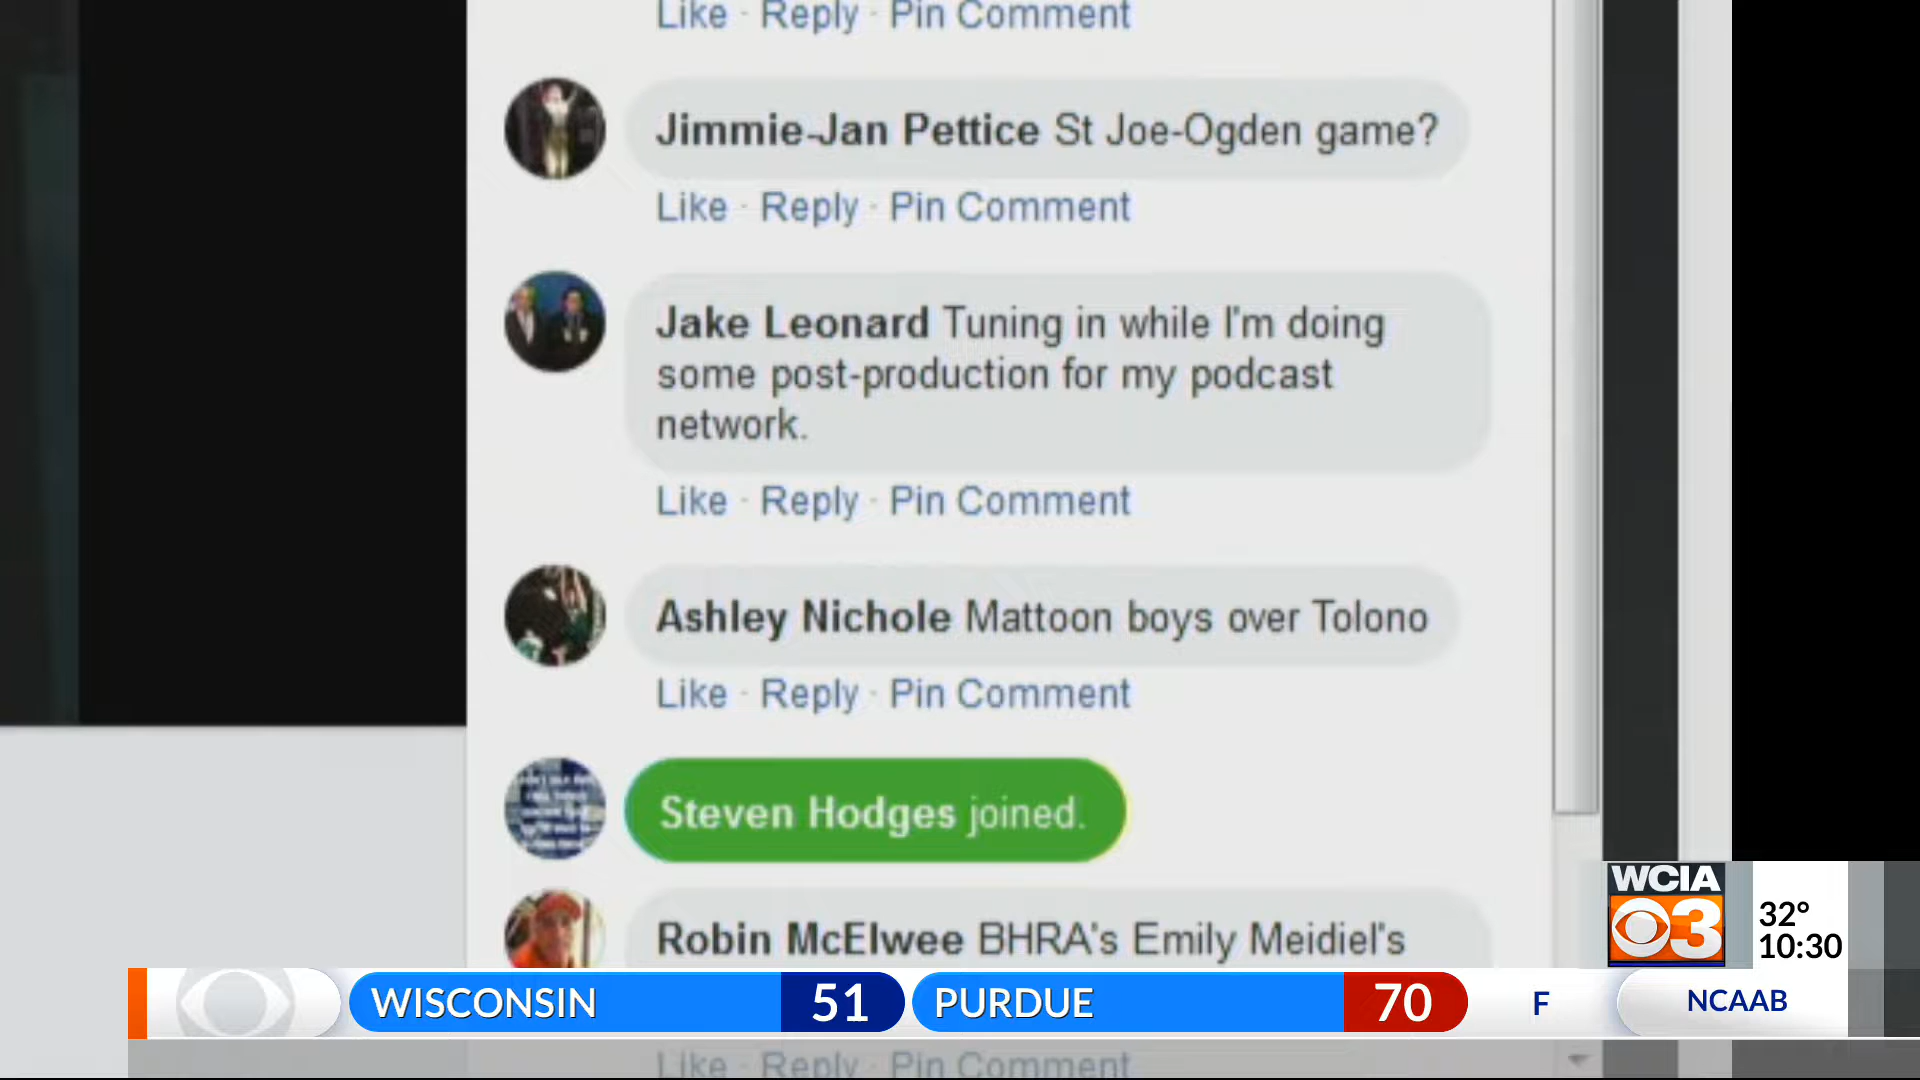 Like · Reply · Pin Comment
Jimmie-Jan Pettice St Joe-Ogden game?
Like · Reply · Pin Comment
Jake Leonard Tuning in while I'm doing
some post-production for my podcast
network.
Like · Reply · Pin Comment
Ashley Nichole Mattoon boys over Tolono
Like · Reply · Pin Comment
Steven Hodges joined.
Robin McElwee BHRA's Emily Meidiel's
WCIA
3
32°
10:30
WISCONSIN 51 PURDUE 70 F NCAAB
Like · Reply · Pin Comment